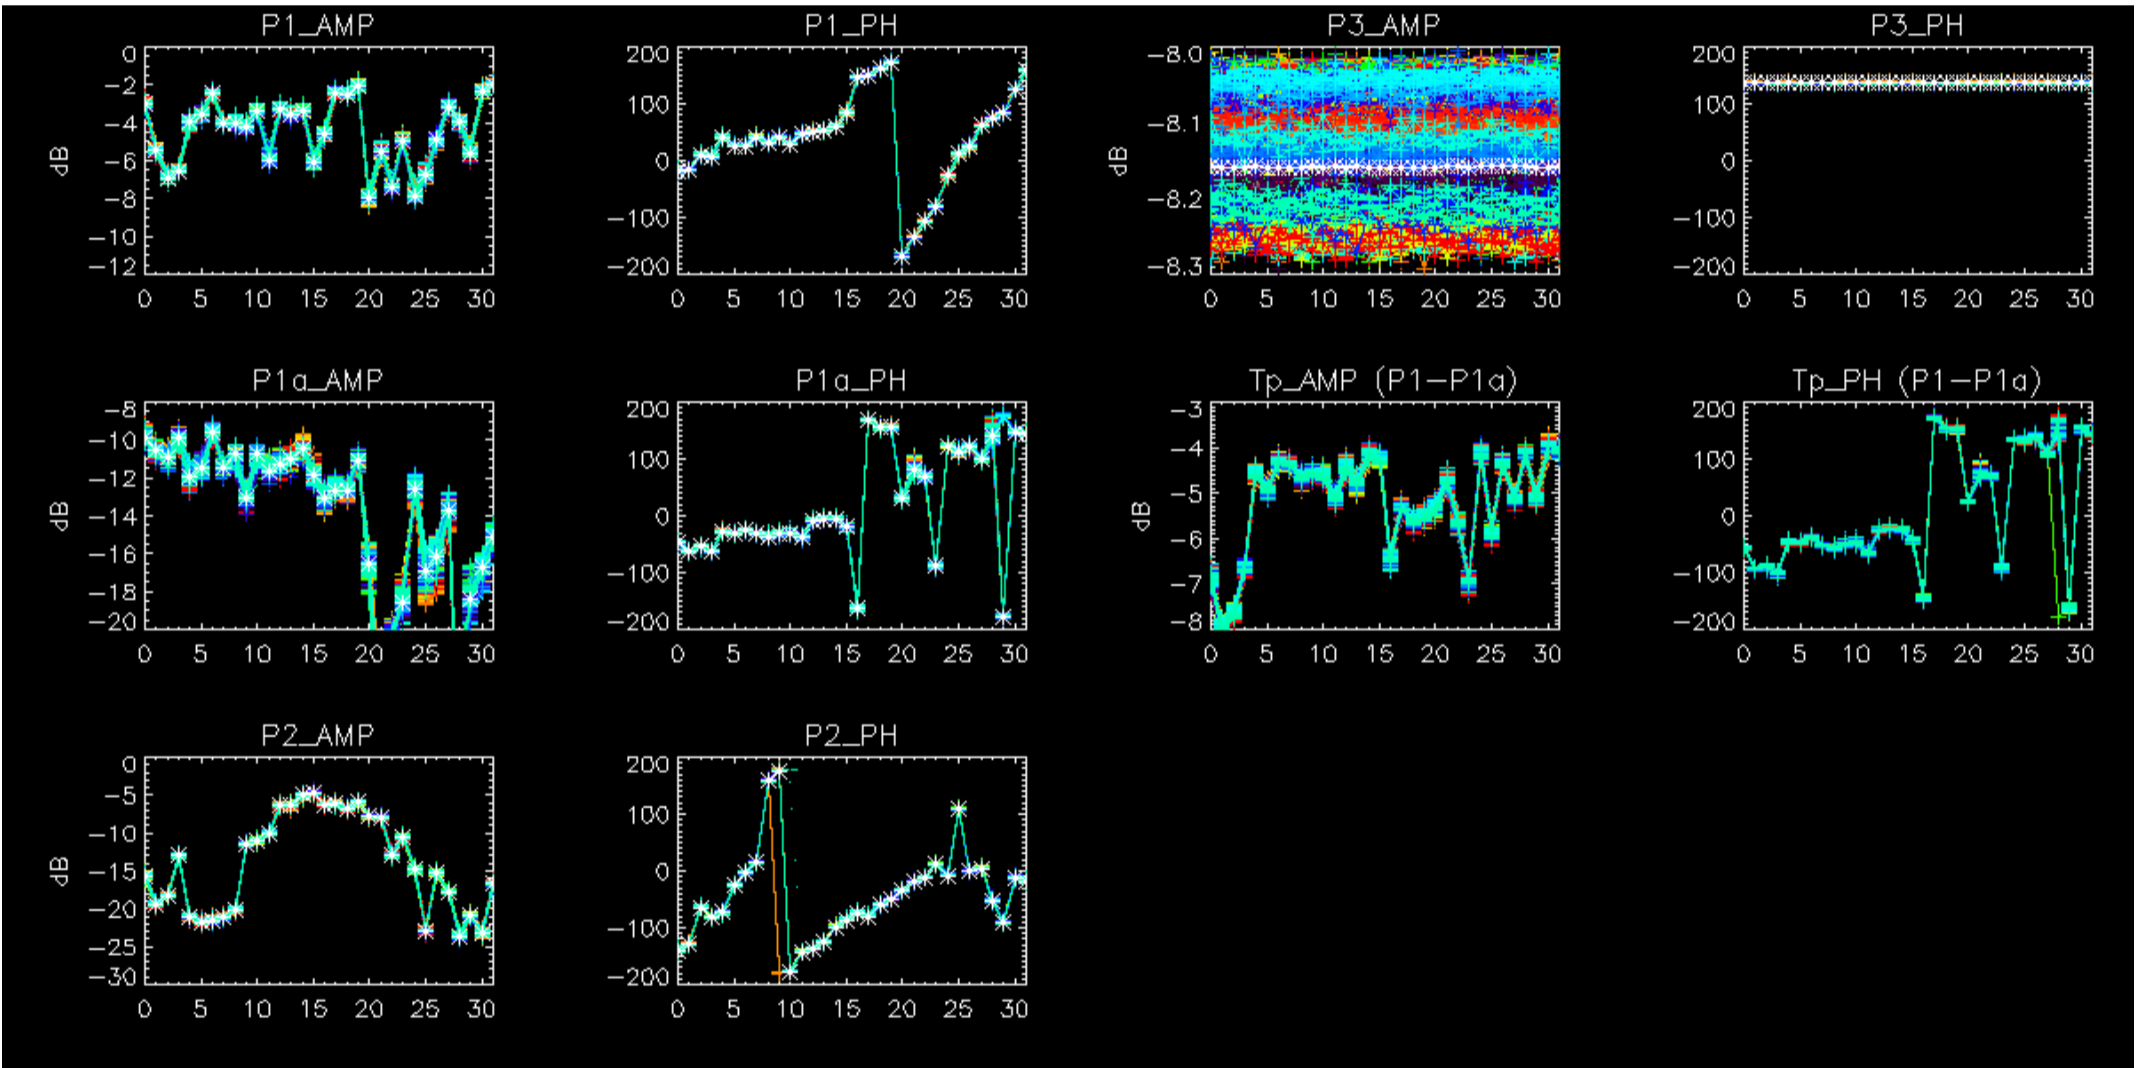 P1_AMP
0
-2
-4
-6
-8
-10
-12
dB
0 5 10 15 20 25 30
P1_PH
200
100
0
-100
-200
0 5 10 15 20 25 30
P3_AMP
-8.0
-8.1
-8.2
-8.3
dB
0 5 10 15 20 25 30
P3_PH
200
100
0
-100
-200
0 5 10 15 20 25 30
P1a_AMP
-8
-10
-12
-14
-16
-18
-20
dB
0 5 10 15 20 25 30
P1a_PH
200
100
0
-100
-200
0 5 10 15 20 25 30
Tp_AMP (P1-P1a)
-3
-4
-5
-6
-7
-8
dB
0 5 10 15 20 25 30
Tp_PH (P1-P1a)
200
100
0
-100
-200
0 5 10 15 20 25 30
P2_AMP
0
-5
-10
-15
-20
-25
-30
dB
0 5 10 15 20 25 30
P2_PH
200
100
0
-100
-200
0 5 10 15 20 25 30